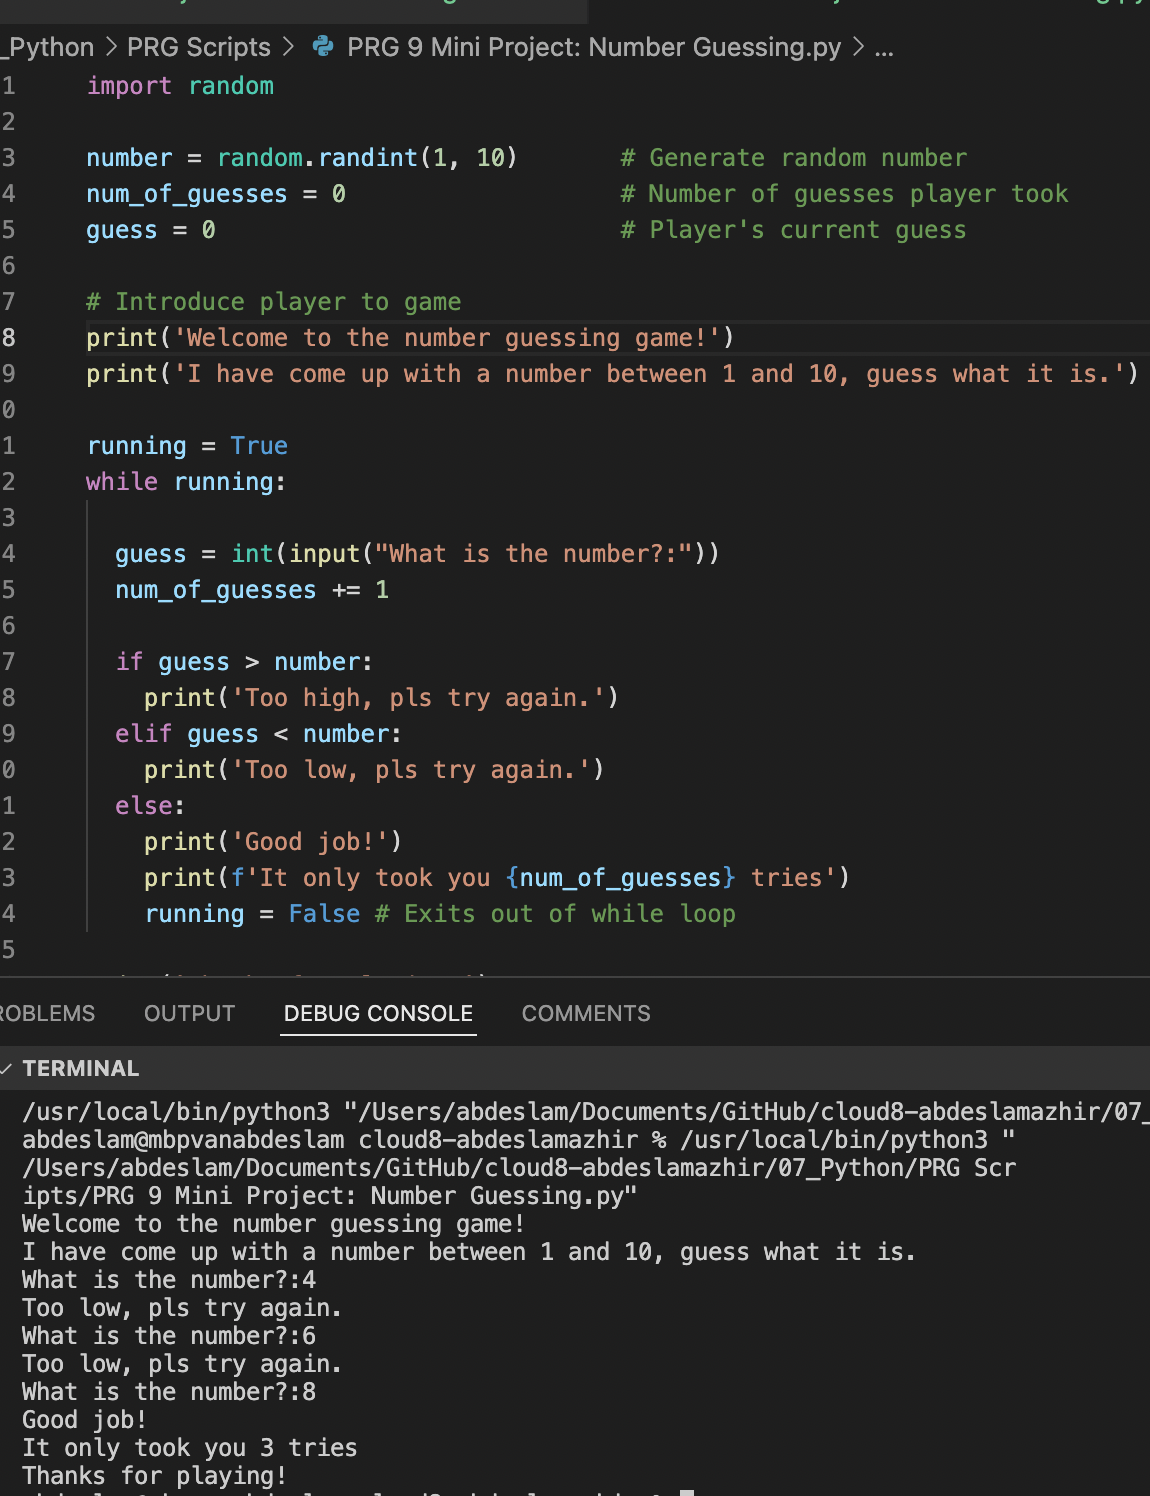 _Python > PRG Scripts > PRG 9 Mini Project: Number Guessing.py > ...
1 import random
2
3 number = random.randint(1, 10) # Generate random number
4 num_of_guesses = 0 # Number of guesses player took
5 guess = 0 # Player's current guess
6
7 # Introduce player to game
8 print('Welcome to the number guessing game!')
9 print('I have come up with a number between 1 and 10, guess what it is.')
0
1 running = True
2 while running:
3
4 guess = int(input("What is the number?:"))
5 num_of_guesses += 1
6
7 if guess > number:
8 print('Too high, pls try again.')
9 elif guess < number:
0 print('Too low, pls try again.')
1 else:
2 print('Good job!')
3 print(f'It only took you {num_of_guesses} tries')
4 running = False # Exits out of while loop
5
ROBLEMS OUTPUT DEBUG CONSOLE COMMENTS
TERMINAL
/usr/local/bin/python3 "/Users/abdeslam/Documents/GitHub/cloud8-abdeslamazhir/07_
abdeslam@mbpvanabdeslam cloud8-abdeslamazhir % /usr/local/bin/python3 "
/Users/abdeslam/Documents/GitHub/cloud8-abdeslamazhir/07_Python/PRG Scr
ipts/PRG 9 Mini Project: Number Guessing.py"
Welcome to the number guessing game!
I have come up with a number between 1 and 10, guess what it is.
What is the number?:4
Too low, pls try again.
What is the number?:6
Too low, pls try again.
What is the number?:8
Good job!
It only took you 3 tries
Thanks for playing!